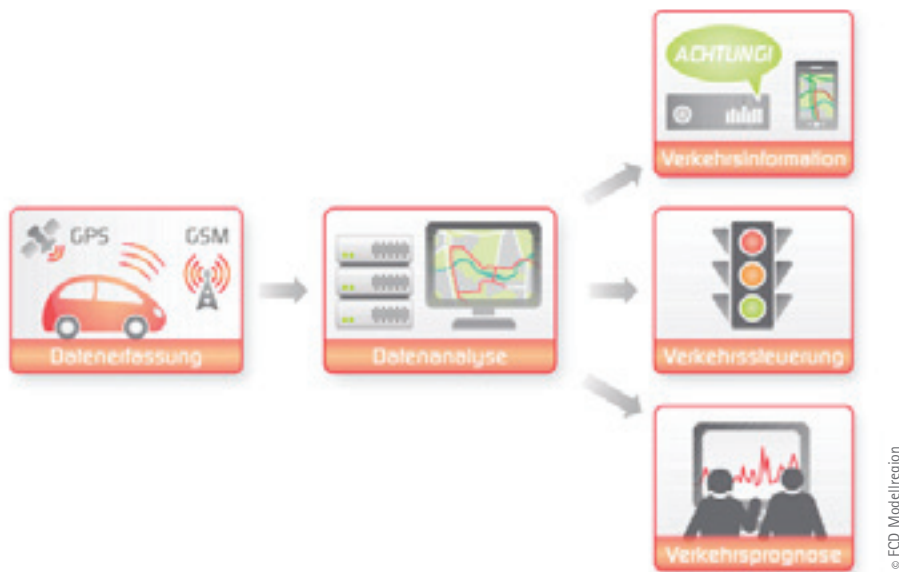 ACHTUNG!
Verkehrsinformation
GPS
GSM
Datenerfassung
Datenanalyse
Verkehrssteuerung
Verkehrsprognose
© FCD Modellregion